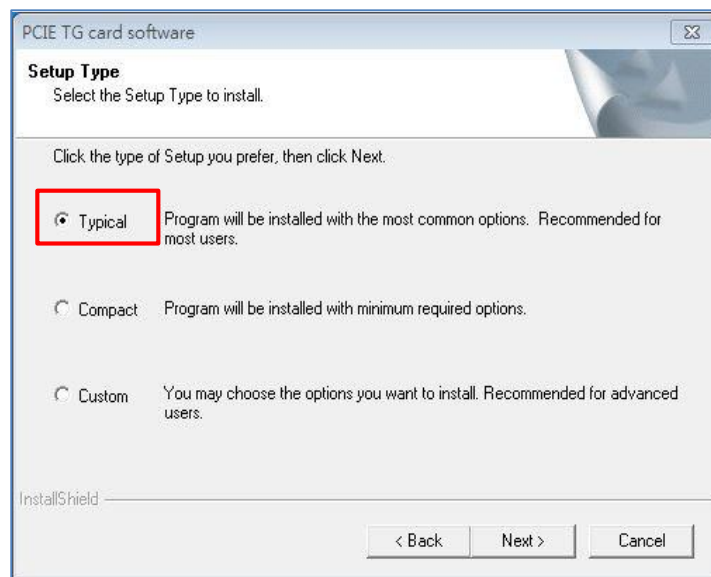 PCIE TG card software
Setup Type
Select the Setup Type to install.
Click the type of Setup you prefer, then click Next.
Typical
Program will be installed with the most common options.  Recommended for
most users.
Compact
Program will be installed with minimum required options.
Custom
You may choose the options you want to install. Recommended for advanced
users.
InstallShield
< Back
Next >
Cancel